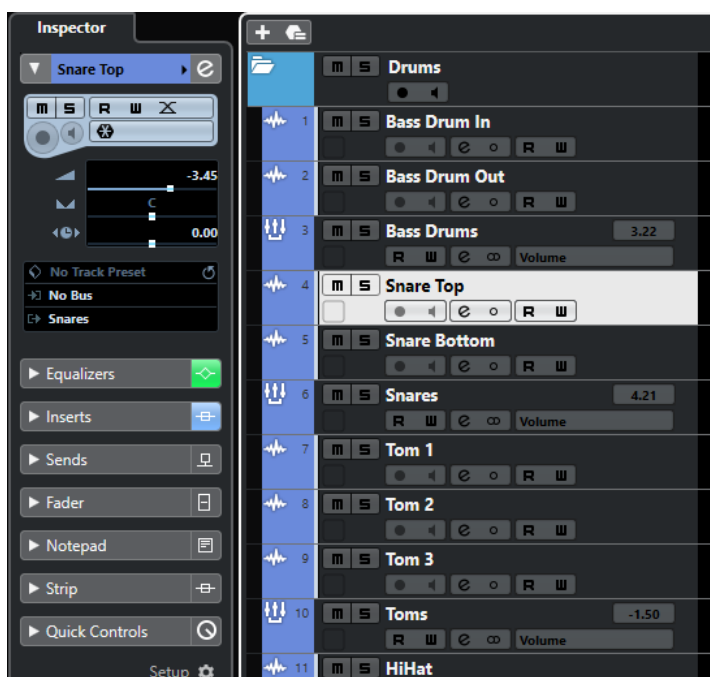 Inspector
Snare Top e
m S R W
-3.45
C
0.00
No Track Preset
No Bus
Snares
Equalizers
Inserts
Sends
Fader
Notepad
Strip
Quick Controls
Setup
m S Drums
1 m S Bass Drum In
e R W
2 m S Bass Drum Out
e R W
3 m S Bass Drums 3.22
R W e Volume
4 m S Snare Top
e R W
5 m S Snare Bottom
e R W
6 m S Snares 4.21
R W e Volume
7 m S Tom 1
e R W
8 m S Tom 2
e R W
9 m S Tom 3
e R W
10 m S Toms -1.50
R W e Volume
11 m S HiHat